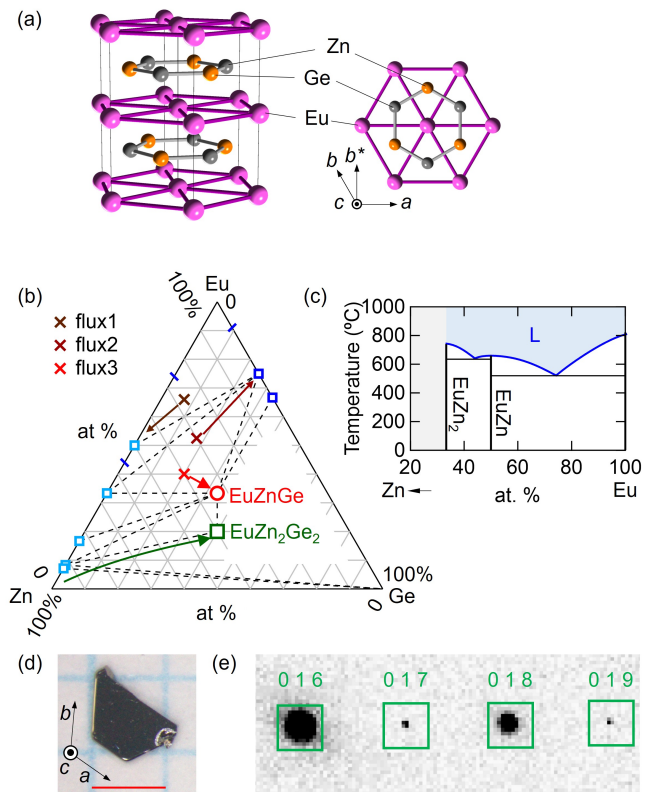 (a)
Zn
Ge
Eu
b*
b
c
a
(b)
Eu
100%
0
flux1
flux2
flux3
at %
EuZnGe
EuZn2Ge2
0
Zn
100%
at %
100%
0
Ge
(c)
1000
800
600
400
200
0
Temperature (ºC)
L
EuZn2
EuZn
20
40
60
80
100
Zn
at. %
Eu
(d)
b
c
a
(e)
0 1 6
0 1 7
0 1 8
0 1 9